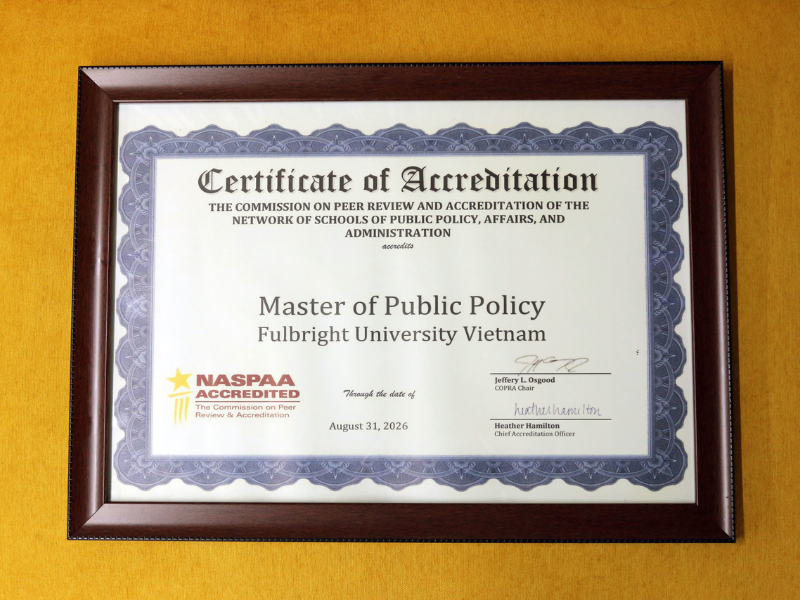 Certificate of Accreditation
THE COMMISSION ON PEER REVIEW AND ACCREDITATION OF THE
NETWORK OF SCHOOLS OF PUBLIC POLICY, AFFAIRS, AND
ADMINISTRATION
accredits
Master of Public Policy
Fulbright University Vietnam
NASPAA
ACCREDITED
The Commission on Peer
Review & Accreditation
Through the date of
August 31, 2026
Jeffery L. Osgood
COPRA Chair
heather hamilton
Heather Hamilton
Chief Accreditation Officer